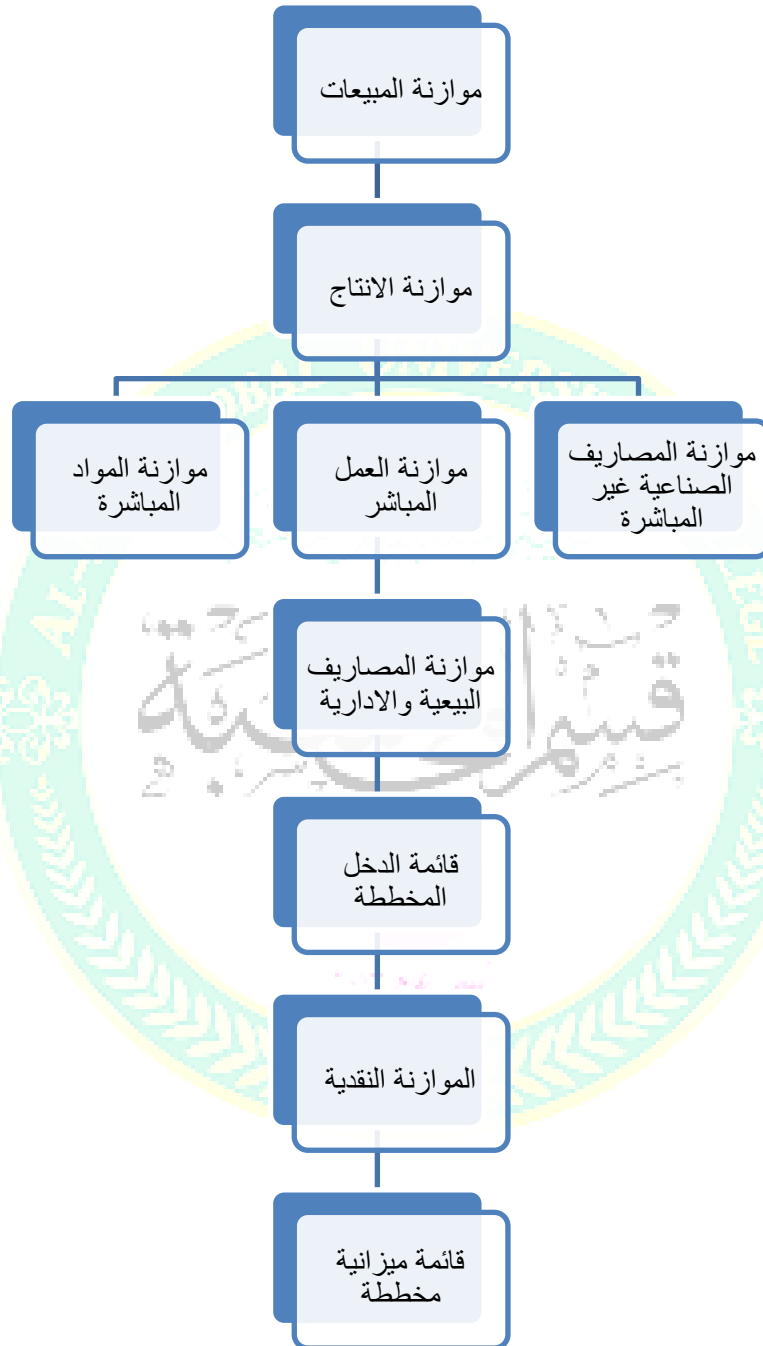 موازنة المبيعات
موازنة الانتاج
موازنة المصاريف
الصناعية غير
المباشرة
موازنة العمل
المباشر
موازنة المواد
المباشرة
موازنة المصاريف
البيعية والادارية
قائمة الدخل
المخططة
الموازنة النقدية
قائمة ميزانية
مخططة